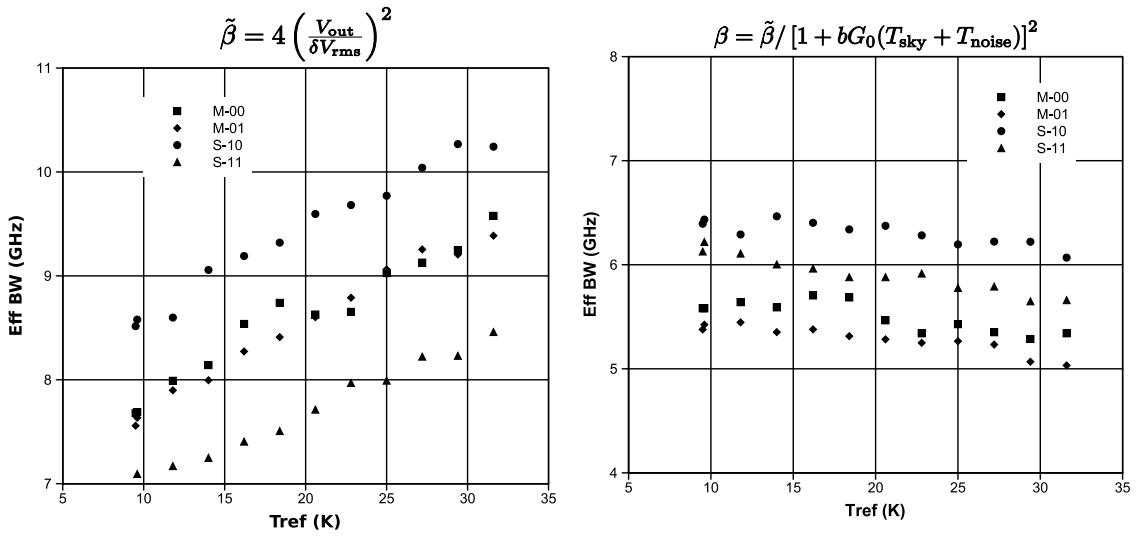 β̃ = 4 (V_out / δV_rms)²
11
10
9
8
7
5 10 15 20 25 30 35
Eff BW (GHz)
Tref (K)
M-00
M-01
S-10
S-11
β = β̃/ [1 + bG₀(T_sky + T_noise)]²
8
7
6
5
4
5 10 15 20 25 30 35
Eff BW (GHz)
Tref (K)
M-00
M-01
S-10
S-11